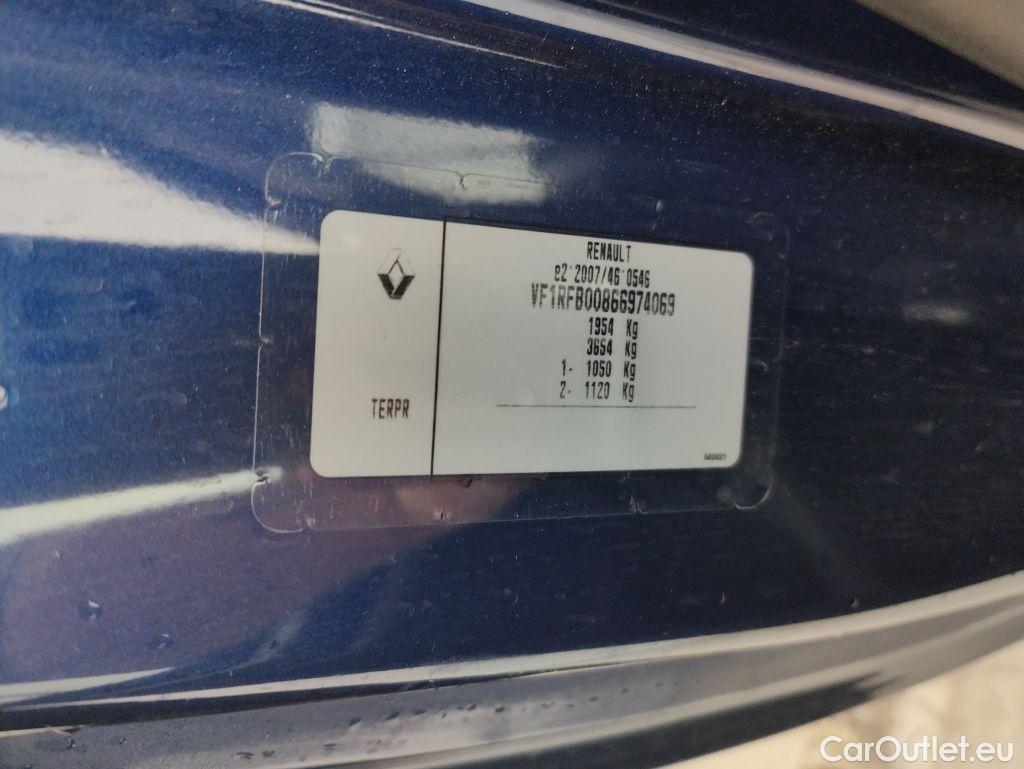 RENAULT
e2*2007/46*0546
VF1RFB00866974069
1954 Kg
3654 Kg
1- 1050 Kg
2- 1120 Kg
TERPR
CarOutlet.eu